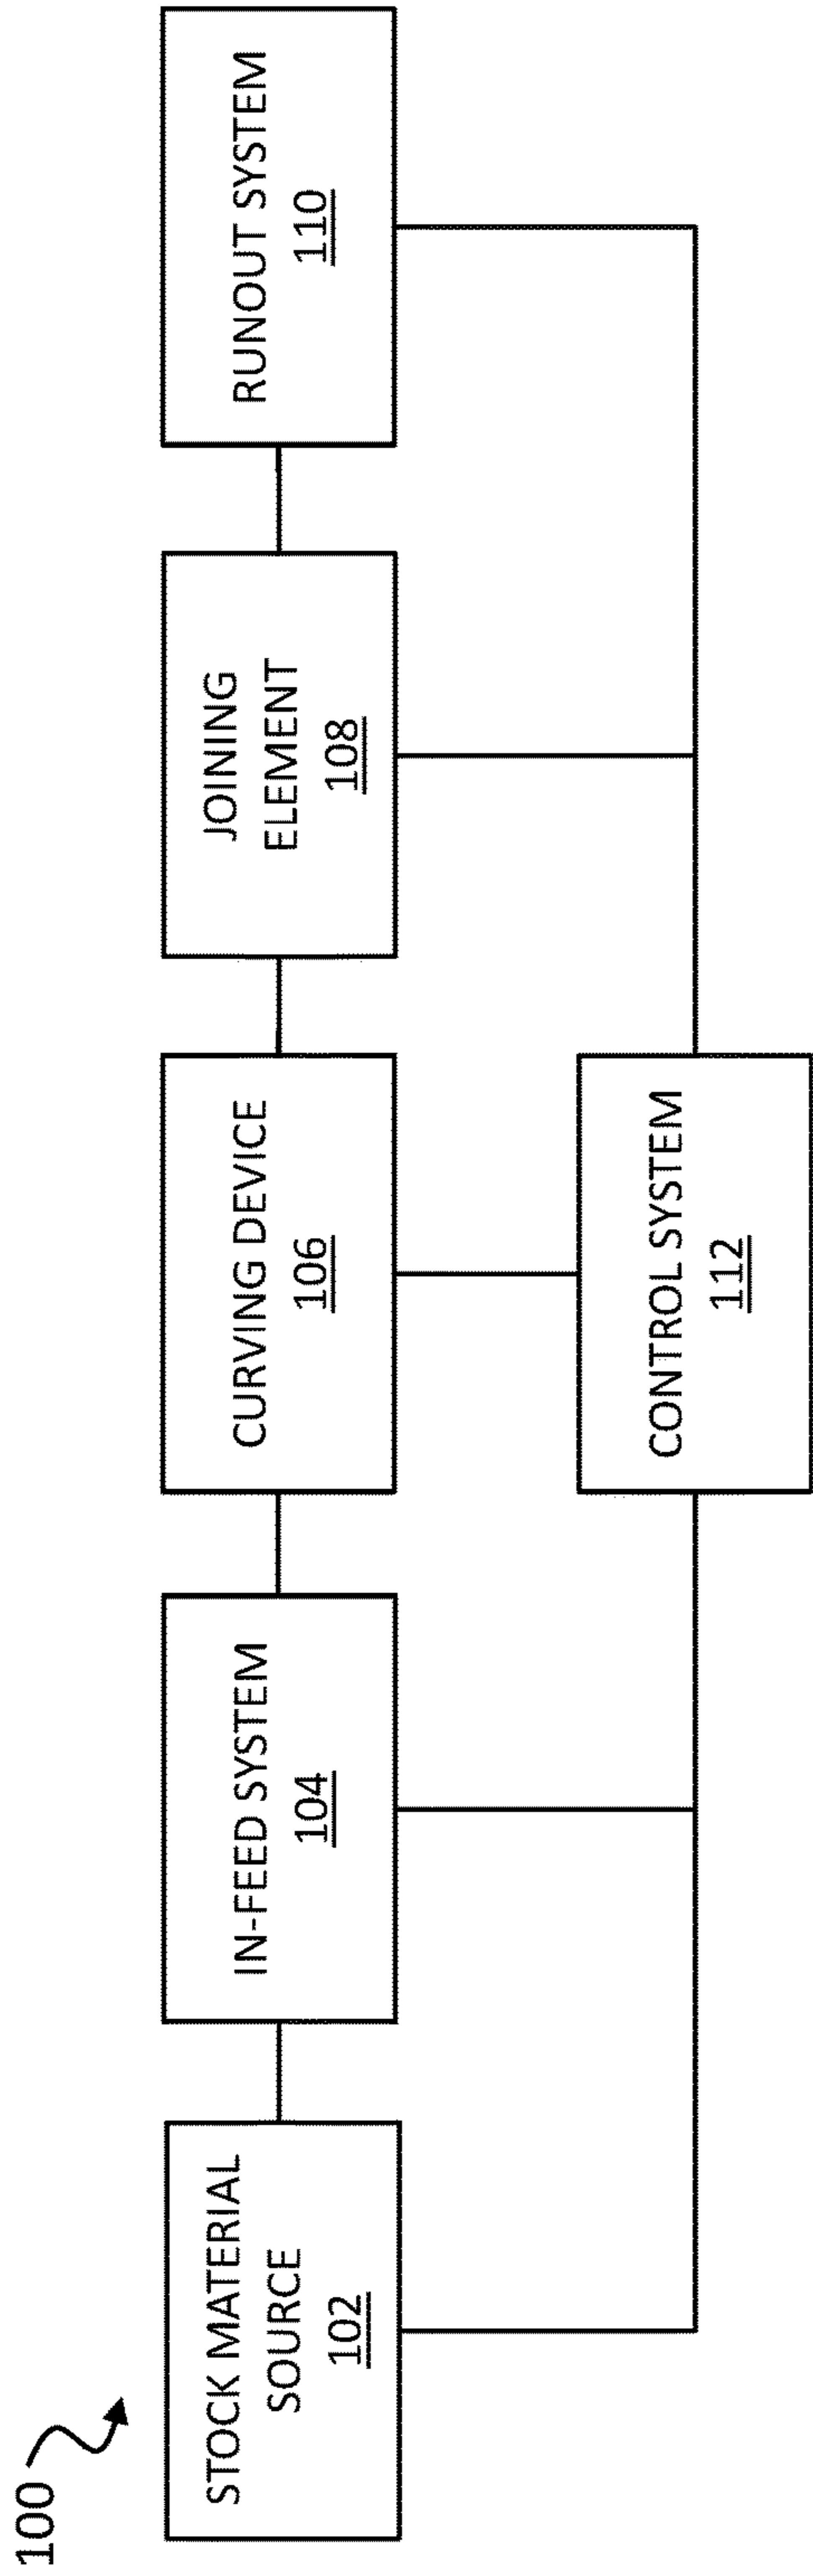 100
STOCK MATERIAL
SOURCE
102
IN-FEED SYSTEM
104
CURVING DEVICE
106
JOINING
ELEMENT
108
RUNOUT SYSTEM
110
CONTROL SYSTEM
112